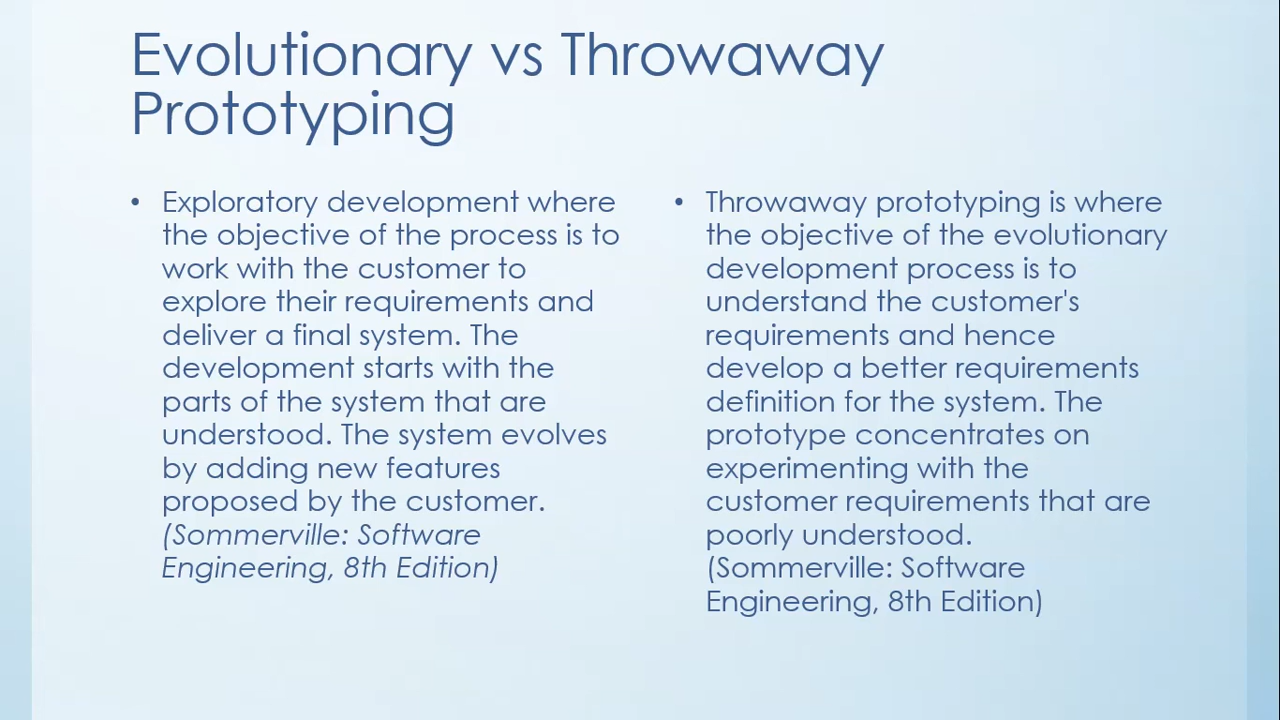 Evolutionary vs Throwaway
Prototyping
• Exploratory development where
the objective of the process is to
work with the customer to
explore their requirements and
deliver a final system. The
development starts with the
parts of the system that are
understood. The system evolves
by adding new features
proposed by the customer.
(Sommerville: Software
Engineering, 8th Edition)
• Throwaway prototyping is where
the objective of the evolutionary
development process is to
understand the customer's
requirements and hence
develop a better requirements
definition for the system. The
prototype concentrates on
experimenting with the
customer requirements that are
poorly understood.
(Sommerville: Software
Engineering, 8th Edition)